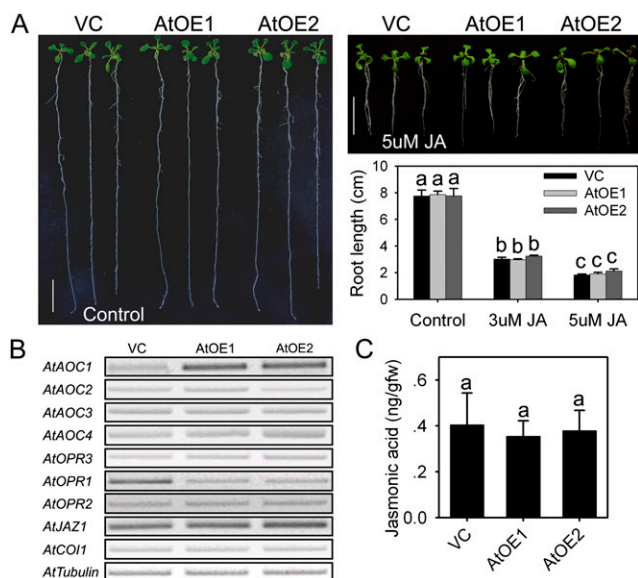 A
VC AtOE1 AtOE2
Control
VC AtOE1 AtOE2
5uM JA
Root length (cm)
10
8
6
4
2
0
a a a
b b b
c c c
VC
AtOE1
AtOE2
Control 3uM JA 5uM JA
B
VC AtOE1 AtOE2
AtAOC1
AtAOC2
AtAOC3
AtAOC4
AtOPR3
AtOPR1
AtOPR2
AtJAZ1
AtCOI1
AtTubulin
C
Jasmonic acid (ng/gfw)
.6
.4
.2
0
a a a
VC AtOE1 AtOE2